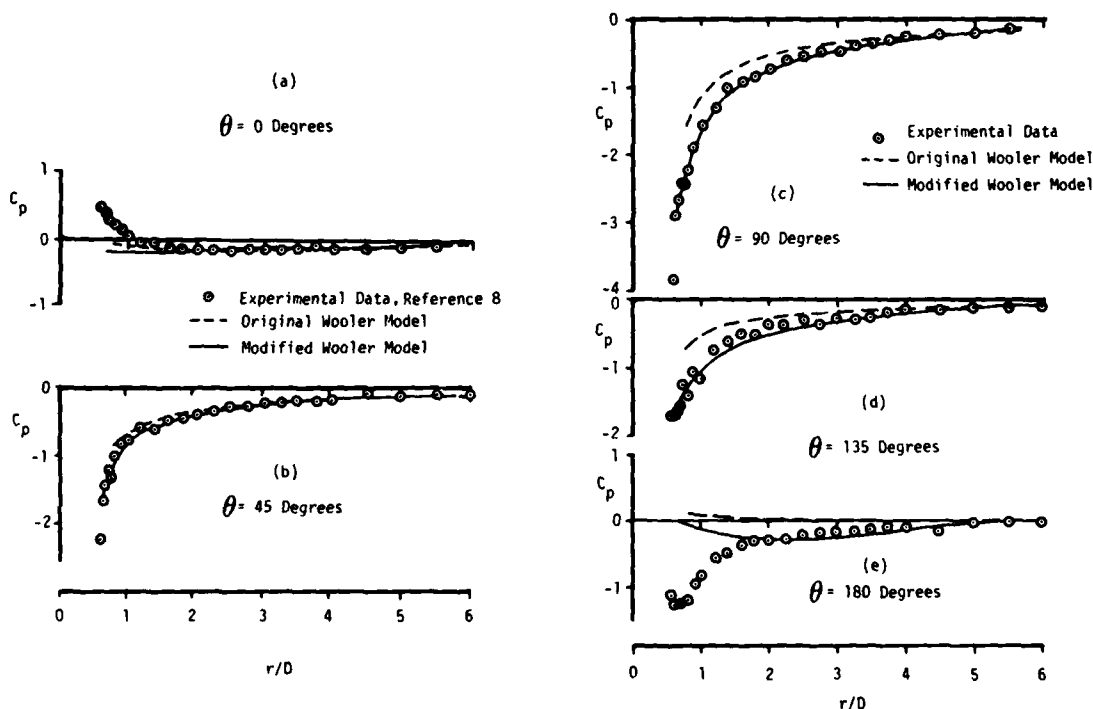 (a)
θ = 0 Degrees
1
C_p
0
-1
Experimental Data, Reference 8
Original Wooler Model
Modified Wooler Model
0
C_p
-1
-2
(b)
θ = 45 Degrees
0 1 2 3 4 5 6
r/D
0
-1
C_p
-2
-3
-4
Experimental Data
Original Wooler Model
Modified Wooler Model
(c)
θ = 90 Degrees
0
C_p
-1
-2
(d)
θ = 135 Degrees
1
C_p
0
-1
(e)
θ = 180 Degrees
0 1 2 3 4 5 6
r/D